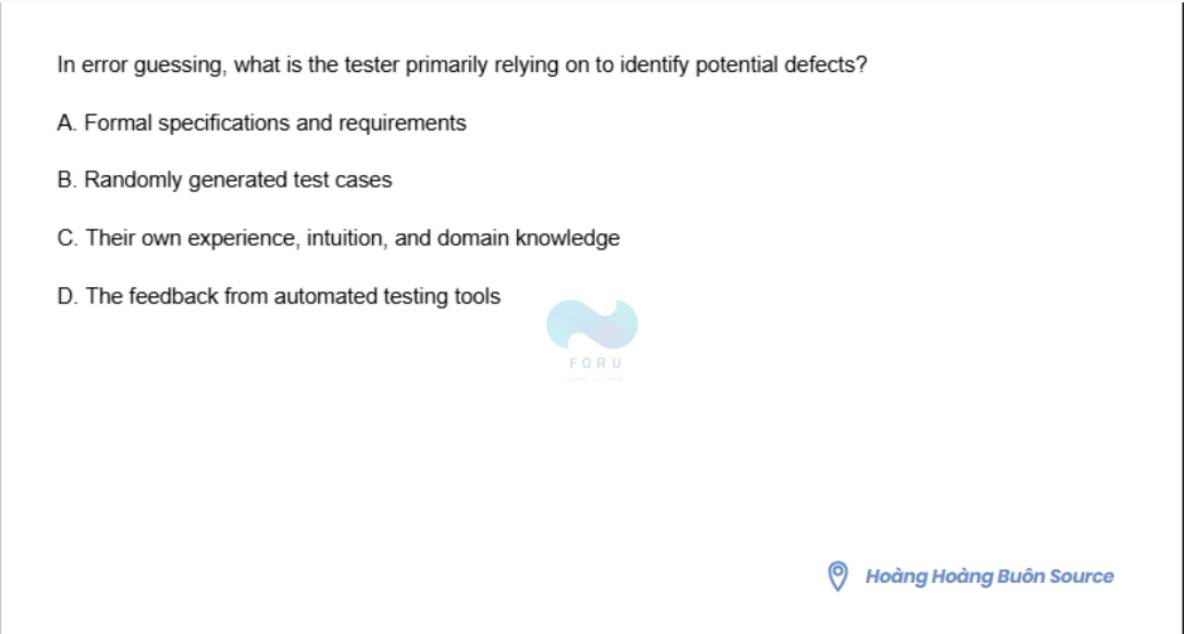 In error guessing, what is the tester primarily relying on to identify potential defects?
A. Formal specifications and requirements
B. Randomly generated test cases
C. Their own experience, intuition, and domain knowledge
D. The feedback from automated testing tools
FORU
Hoàng Hoàng Buôn Source